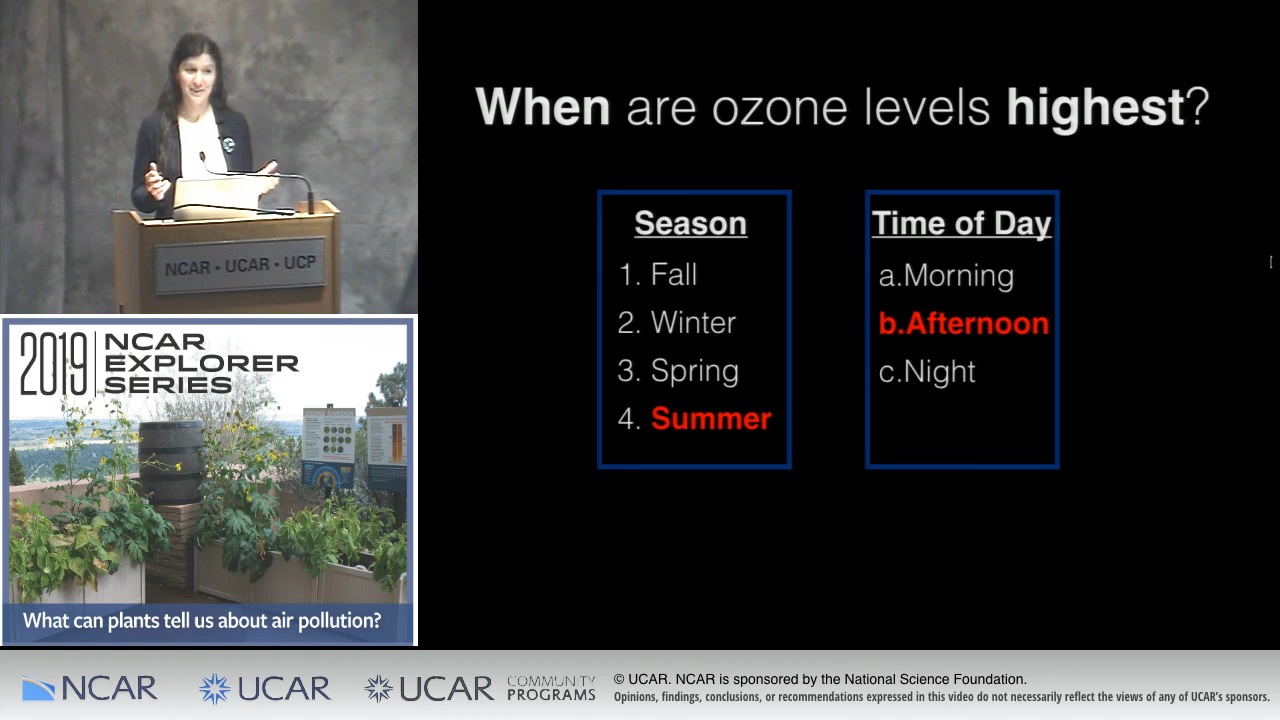 When are ozone levels highest?
Season
1. Fall
2. Winter
3. Spring
4. Summer
Time of Day
a.Morning
b.Afternoon
c.Night
NCAR • UCAR • UCP
2019 NCAR
EXPLORER
SERIES
What can plants tell us about air pollution?
NCAR
UCAR
UCAR COMMUNITY
PROGRAMS
© UCAR. NCAR is sponsored by the National Science Foundation.
Opinions, findings, conclusions, or recommendations expressed in this video do not necessarily reflect the views of any of UCAR's sponsors.